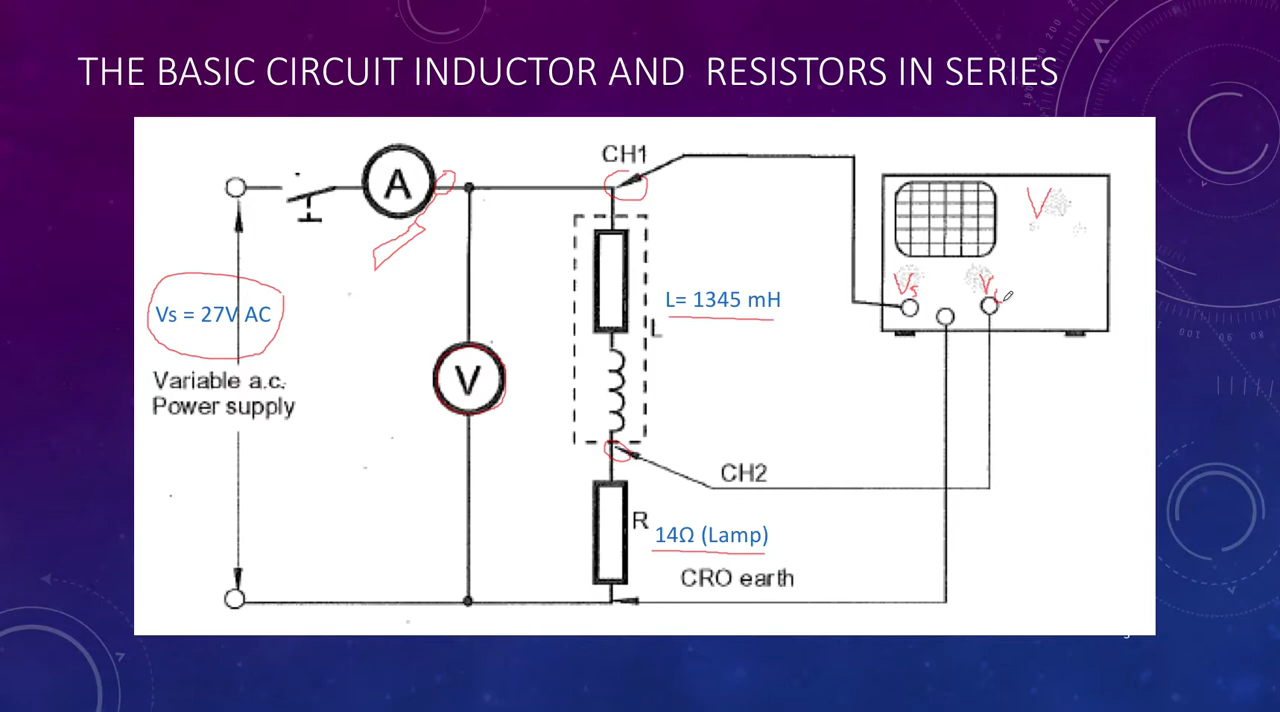 THE BASIC CIRCUIT INDUCTOR AND RESISTORS IN SERIES
CH1
A
V
Vs
Vs = 27V AC
L= 1345 mH
L
Variable a.c.
Power supply
V
CH2
R
14Ω (Lamp)
CRO earth